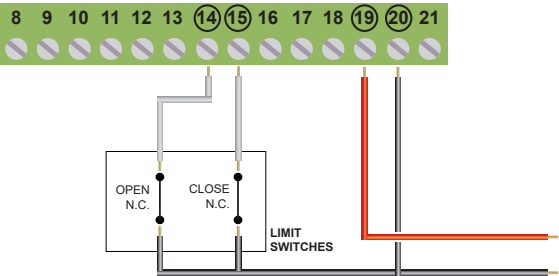 8 9 10 11 12 13 14 15 16 17 18 19 20 21
OPEN
N.C.
CLOSE
N.C.
LIMIT
SWITCHES